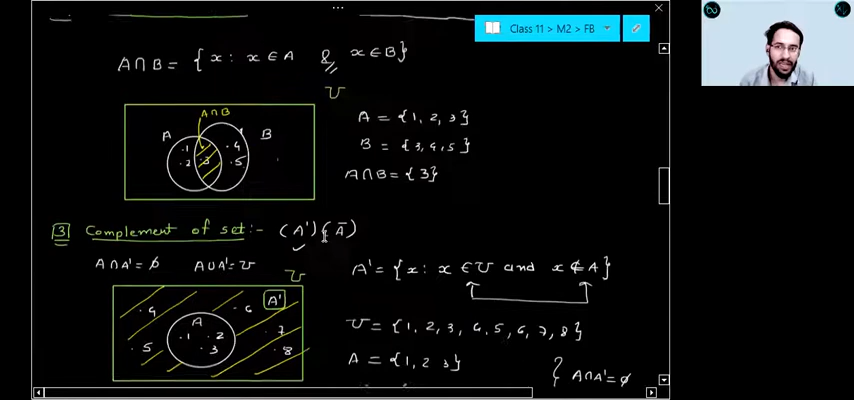 Class 11 > M2 > FB
A∩B = { x: x ∈ A & x ∈ B}
U
A∩B
A
B
.1
.2
.3
.4
.5
A = {1, 2, 3}
B = {3, 4, 5}
A∩B = {3}
3 Complement of set:- (A') (Ā)
A∩A'=ϕ A∪A'=U
U
A' = {x: x ∈ U and x ∉ A}
A'
A
.1
.2
.3
.4
.5
.6
.7
.8
U = {1, 2, 3, 4, 5, 6, 7, 8}
A = {1, 2 3}
{ A∩A'=ϕ